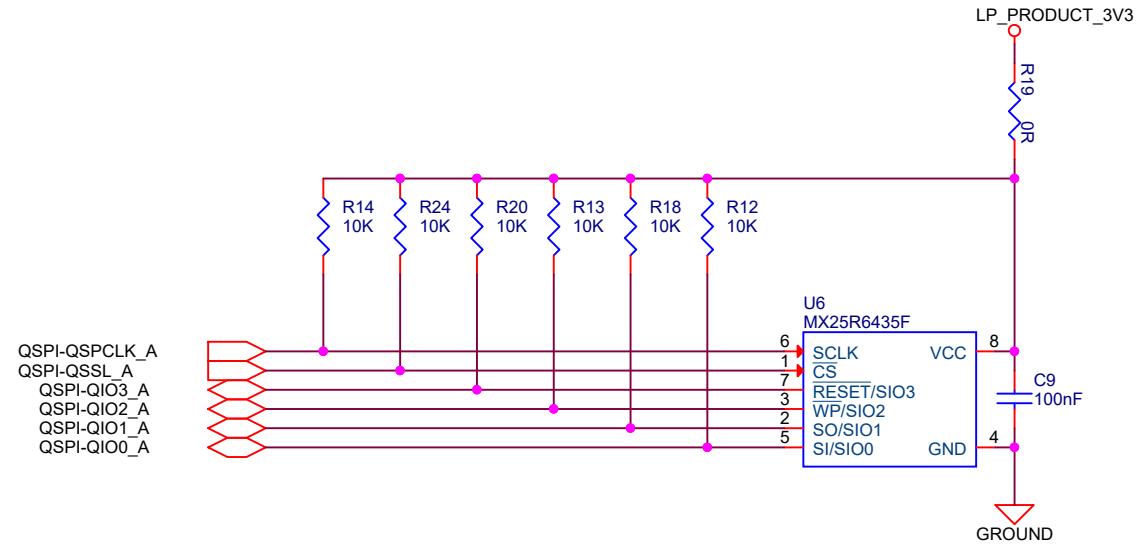 LP_PRODUCT_3V3
R19
0R
R14
10K
R24
10K
R20
10K
R13
10K
R18
10K
R12
10K
U6
MX25R6435F
QSPI-QSPCLK_A
6
SCLK
VCC
8
QSPI-QSSL_A
1
CS
QSPI-QIO3_A
7
RESET/SIO3
QSPI-QIO2_A
3
WP/SIO2
QSPI-QIO1_A
2
SO/SIO1
QSPI-QIO0_A
5
SI/SIO0
GND
4
C9
100nF
GROUND